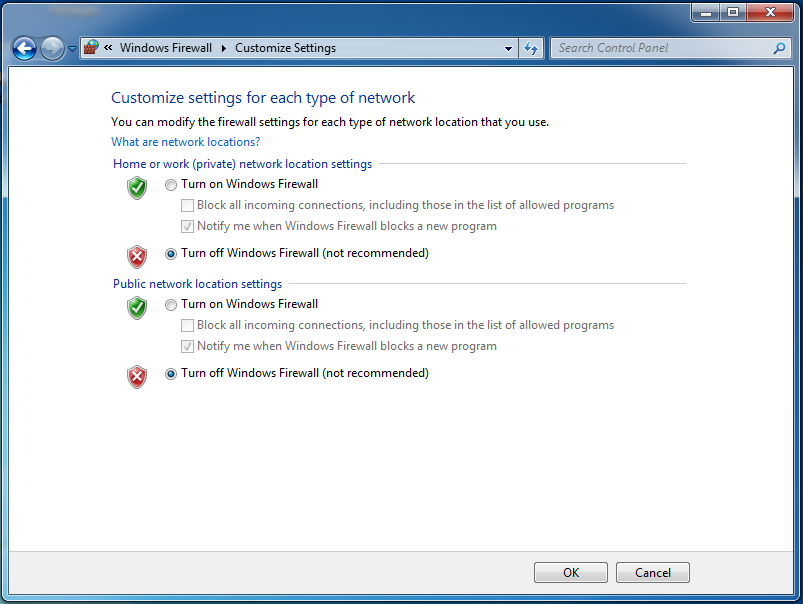 « Windows Firewall ▸ Customize Settings
Search Control Panel
Customize settings for each type of network
You can modify the firewall settings for each type of network location that you use.
What are network locations?
Home or work (private) network location settings
Turn on Windows Firewall
Block all incoming connections, including those in the list of allowed programs
Notify me when Windows Firewall blocks a new program
Turn off Windows Firewall (not recommended)
Public network location settings
Turn on Windows Firewall
Block all incoming connections, including those in the list of allowed programs
Notify me when Windows Firewall blocks a new program
Turn off Windows Firewall (not recommended)
OK
Cancel